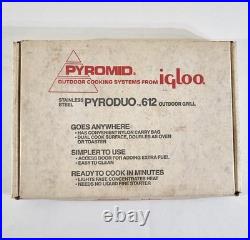 PYROMID
igloo
OUTDOOR COOKING SYSTEMS FROM
STAINLESS STEEL PYRODUO 612 OUTDOOR GRILL
GOES ANYWHERE
• HAS CONVENIENT NYLON CARRY BAG
• DUAL COOK SURFACE, DOUBLES AS OVEN
OR TOASTER
SIMPLER TO USE
• ACCESS DOOR FOR ADDING EXTRA FUEL
• EASY TO CLEAN
READY TO COOK IN MINUTES
• LIGHTS FAST CONCENTRATES HEAT
• NEEDS NO LIQUID FIRE STARTER